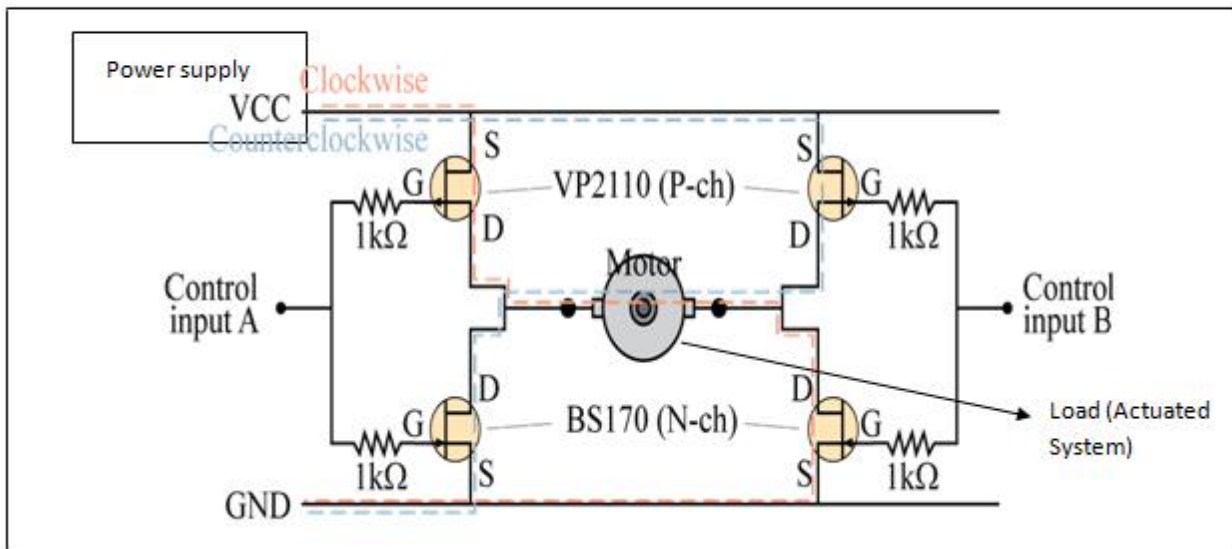 Power supply
Clockwise
VCC
Counterclockwise
S
S
G
VP2110 (P-ch)
G
1kΩ
D
D
1kΩ
Motor
Control
input A
Control
input B
D
D
G
BS170 (N-ch)
G
Load (Actuated
System)
1kΩ
S
S
1kΩ
GND